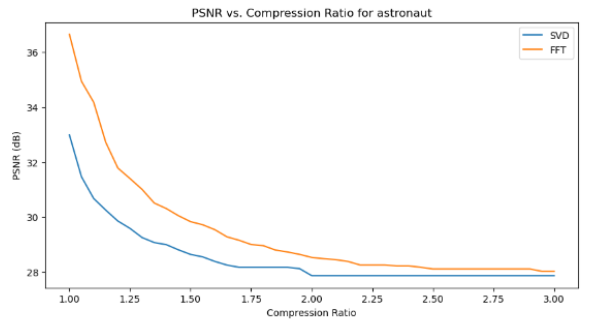 PSNR vs. Compression Ratio for astronaut
SVD
FFT
PSNR (dB)
36
34
32
30
28
1.00 1.25 1.50 1.75 2.00 2.25 2.50 2.75 3.00
Compression Ratio